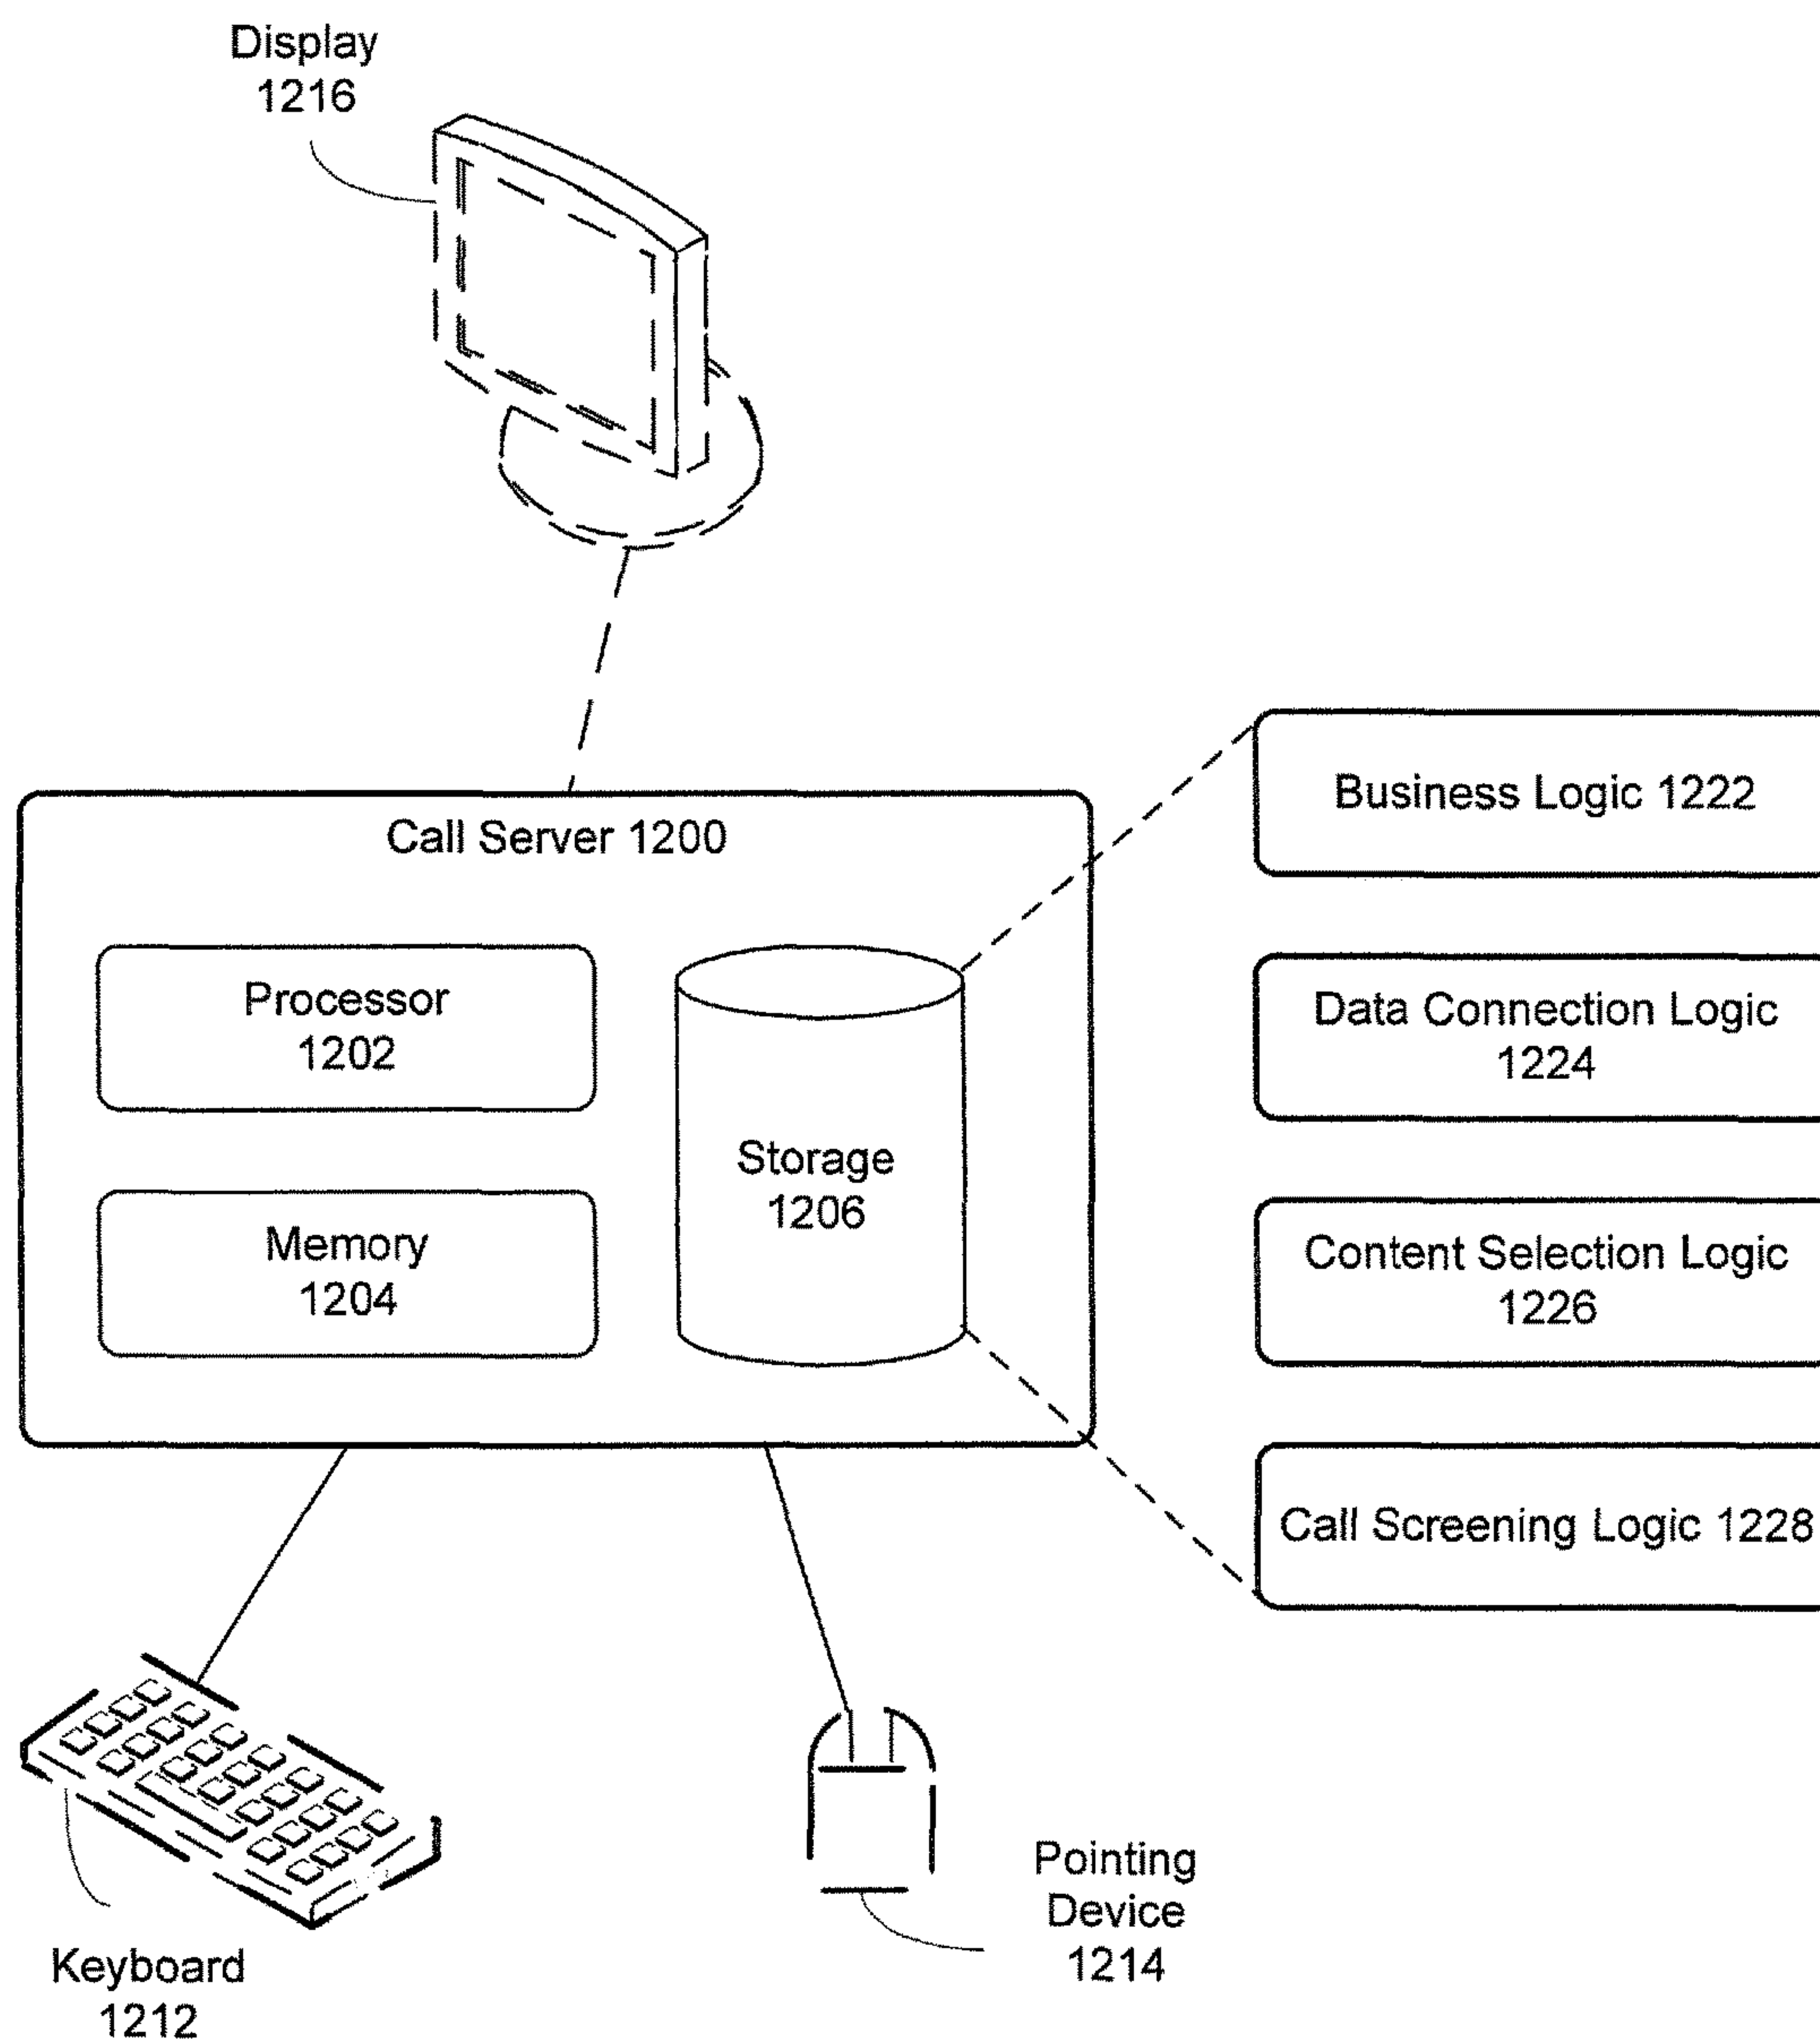 Display
1216
Call Server 1200
Processor
1202
Memory
1204
Storage
1206
Business Logic 1222
Data Connection Logic
1224
Content Selection Logic
1226
Call Screening Logic 1228
Keyboard
1212
Pointing
Device
1214